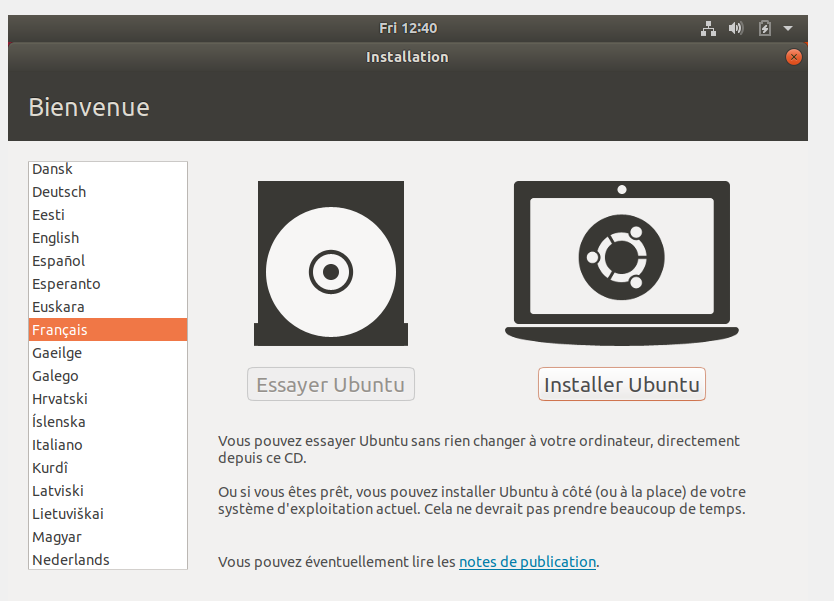 Fri 12:40
Installation
Bienvenue
Dansk
Deutsch
Eesti
English
Español
Esperanto
Euskara
Français
Gaeilge
Galego
Hrvatski
Íslenska
Italiano
Kurdî
Latviski
Lietuviškai
Magyar
Nederlands
Essayer Ubuntu
Installer Ubuntu
Vous pouvez essayer Ubuntu sans rien changer à votre ordinateur, directement
depuis ce CD.
Ou si vous êtes prêt, vous pouvez installer Ubuntu à côté (ou à la place) de votre
système d'exploitation actuel. Cela ne devrait pas prendre beaucoup de temps.
Vous pouvez éventuellement lire les notes de publication.